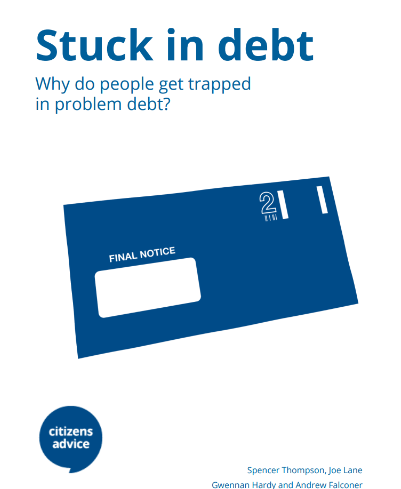 Stuck in debt
Why do people get trapped
in problem debt?
2
FINAL NOTICE
citizens
advice
Spencer Thompson, Joe Lane
Gwennan Hardy and Andrew Falconer